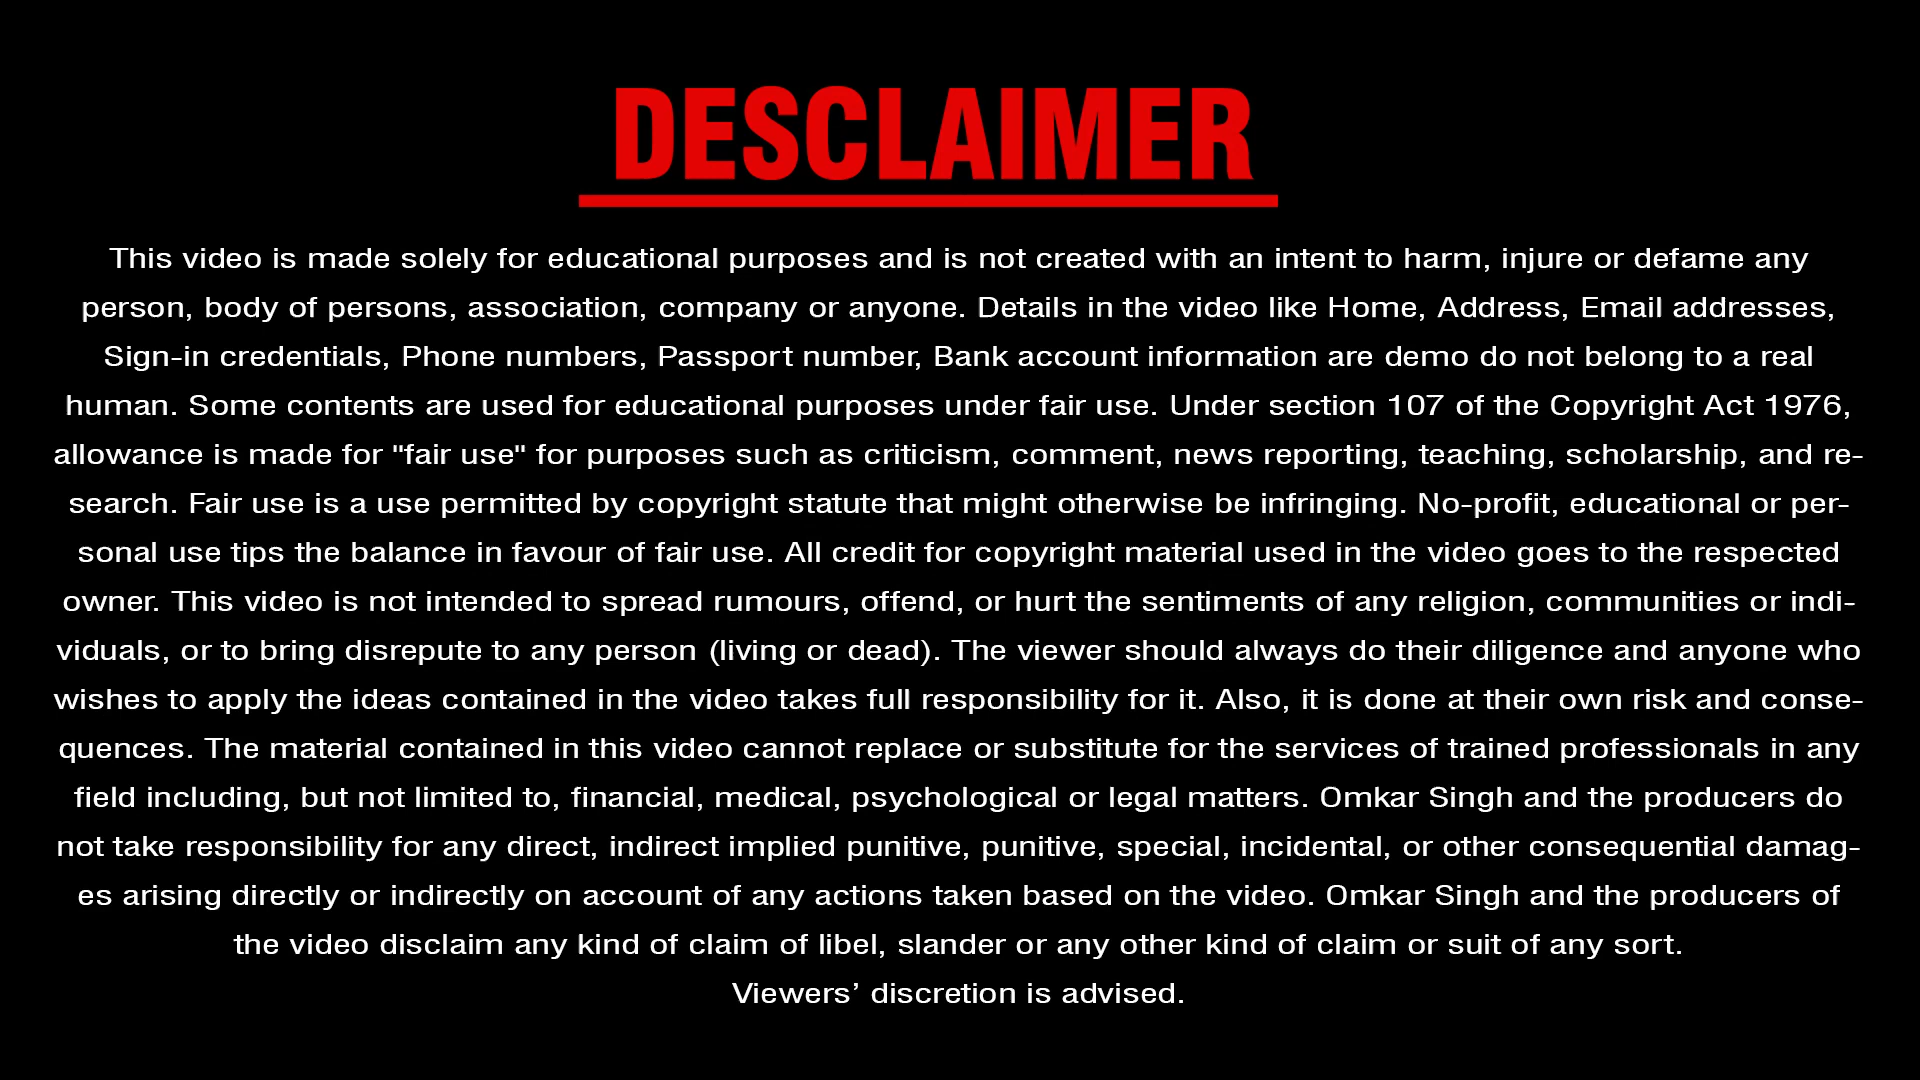 DESCLAIMER
This video is made solely for educational purposes and is not created with an intent to harm, injure or defame any
person, body of persons, association, company or anyone. Details in the video like Home, Address, Email addresses,
Sign-in credentials, Phone numbers, Passport number, Bank account information are demo do not belong to a real
human. Some contents are used for educational purposes under fair use. Under section 107 of the Copyright Act 1976,
allowance is made for "fair use" for purposes such as criticism, comment, news reporting, teaching, scholarship, and re-
search. Fair use is a use permitted by copyright statute that might otherwise be infringing. No-profit, educational or per-
sonal use tips the balance in favour of fair use. All credit for copyright material used in the video goes to the respected
owner. This video is not intended to spread rumours, offend, or hurt the sentiments of any religion, communities or indi-
viduals, or to bring disrepute to any person (living or dead). The viewer should always do their diligence and anyone who
wishes to apply the ideas contained in the video takes full responsibility for it. Also, it is done at their own risk and conse-
quences. The material contained in this video cannot replace or substitute for the services of trained professionals in any
field including, but not limited to, financial, medical, psychological or legal matters. Omkar Singh and the producers do
not take responsibility for any direct, indirect implied punitive, punitive, special, incidental, or other consequential damag-
es arising directly or indirectly on account of any actions taken based on the video. Omkar Singh and the producers of
the video disclaim any kind of claim of libel, slander or any other kind of claim or suit of any sort.
Viewers’ discretion is advised.